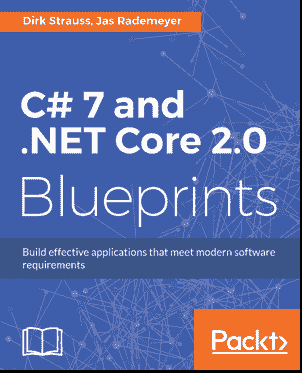 Dirk Strauss, Jas Rademeyer
C# 7 and
.NET Core 2.0
Blueprints
Build effective applications that meet modern software
requirements
Packt>